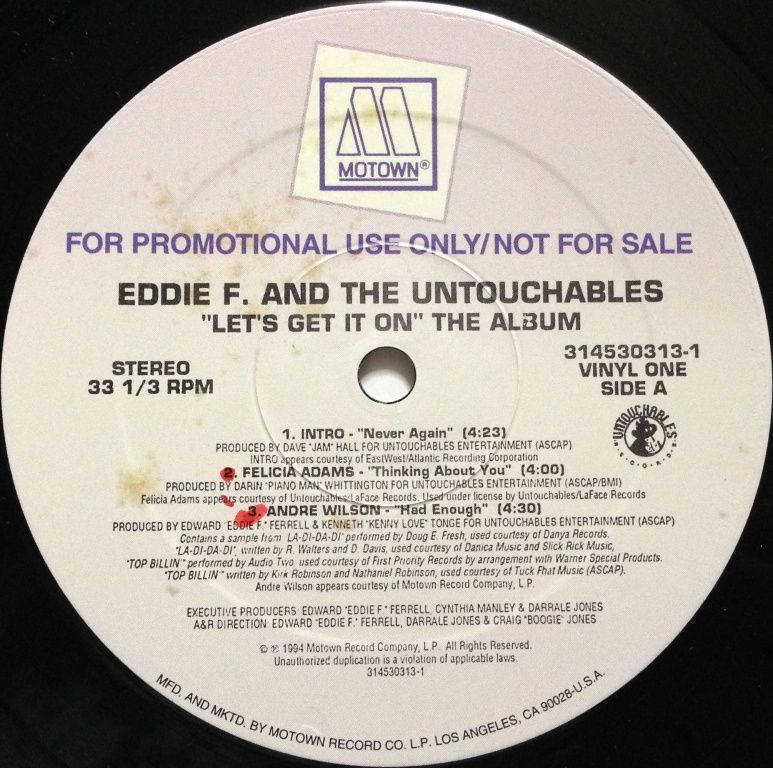 MOTOWN®
FOR PROMOTIONAL USE ONLY/NOT FOR SALE
EDDIE F. AND THE UNTOUCHABLES
"LET'S GET IT ON" THE ALBUM
STEREO
33 1/3 RPM
314530313-1
VINYL ONE
SIDE A
UNTOUCHABLES
RECORDS
1. INTRO - "Never Again" (4:23)
PRODUCED BY DAVE "JAM" HALL FOR UNTOUCHABLES ENTERTAINMENT (ASCAP)
INTRO appears courtesy of EastWest/Atlantic Recording Corporation
2. FELICIA ADAMS - "Thinking About You" (4:00)
PRODUCED BY DARIN "PIANO MAN" WHITTINGTON FOR UNTOUCHABLES ENTERTAINMENT (ASCAP/BMI)
Felicia Adams appears courtesy of Untouchables/LaFace Records. Used under license by Untouchables/LaFace Records
3. ANDRE WILSON - "Had Enough" (4:30)
PRODUCED BY EDWARD "EDDIE F." FERRELL & KENNETH "KENNY LOVE" TONGE FOR UNTOUCHABLES ENTERTAINMENT (ASCAP)
Contains a sample from "LA-DI-DA-DI" performed by Doug E. Fresh, used courtesy of Danya Records.
"LA-DI-DA-DI", written by R. Walters and D. Davis, used courtesy of Danica Music and Slick Rick Music,
"TOP BILLIN'" performed by Audio Two, used courtesy of First Priority Records by arrangement with Warner Special Products.
"TOP BILLIN'" written by Kirk Robinson and Nathaniel Robinson, used courtesy of Tuck That Music (ASCAP).
Andre Wilson appears courtesy of Motown Record Company, L.P.
EXECUTIVE PRODUCERS: EDWARD "EDDIE F." FERRELL, CYNTHIA MANLEY & DARRALE JONES
A&R DIRECTION: EDWARD "EDDIE F." FERRELL, DARRALE JONES & CRAIG "BOOGIE" JONES
© ℗ 1994 Motown Record Company, L.P. All Rights Reserved.
Unauthorized duplication is a violation of applicable laws.
314530313-1
MFD. AND MKTD. BY MOTOWN RECORD CO. L.P. LOS ANGELES, CA 90028-U.S.A.